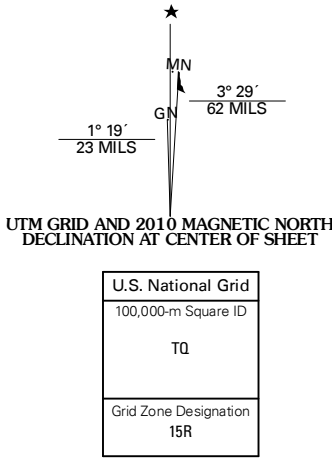 ★
MN
GN
3° 29´
62 MILS
1° 19´
23 MILS
UTM GRID AND 2010 MAGNETIC NORTH
DECLINATION AT CENTER OF SHEET
U.S. National Grid
100,000-m Square ID
TQ
Grid Zone Designation
15R